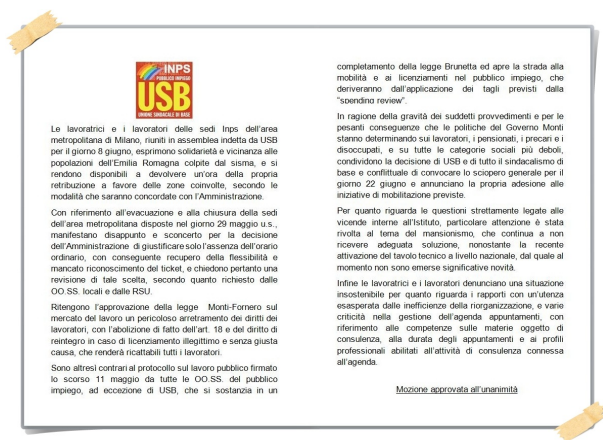 INPS
PUBBLICO IMPIEGO
USB
UNIONE SINDACALE DI BASE
Le lavoratrici e i lavoratori delle sedi Inps dell'area
metropolitana di Milano, riuniti in assemblea indetta da USB
per il giorno 8 giugno, esprimono solidarietà e vicinanza alle
popolazioni dell'Emilia Romagna colpite dal sisma, e si
rendono disponibili a devolvere un'ora della propria
retribuzione a favore delle zone coinvolte, secondo le
modalità che saranno concordate con l'Amministrazione.
Con riferimento all'evacuazione e alla chiusura della sedi
dell'area metropolitana disposte nel giorno 29 maggio u.s.,
manifestano disappunto e sconcerto per la decisione
dell'Amministrazione di giustificare solo l'assenza dell'orario
ordinario, con conseguente recupero della flessibilità e
mancato riconoscimento del ticket, e chiedono pertanto una
revisione di tale scelta, secondo quanto richiesto dalle
OO.SS. locali e dalle RSU.
Ritengono l'approvazione della legge Monti-Fornero sul
mercato del lavoro un pericoloso arretramento dei diritti dei
lavoratori, con l'abolizione di fatto dell'art. 18 e del diritto di
reintegro in caso di licenziamento illegittimo e senza giusta
causa, che renderà ricattabili tutti i lavoratori.
Sono altresì contrari al protocollo sul lavoro pubblico firmato
lo scorso 11 maggio da tutte le OO.SS. del pubblico
impiego, ad eccezione di USB, che si sostanzia in un
completamento della legge Brunetta ed apre la strada alla
mobilità e ai licenziamenti nel pubblico impiego, che
deriveranno dall'applicazione dei tagli previsti dalla
"spending review".
In ragione della gravità dei suddetti provvedimenti e per le
pesanti conseguenze che le politiche del Governo Monti
stanno determinando sui lavoratori, i pensionati, i precari e i
disoccupati, e su tutte le categorie sociali più deboli,
condividono la decisione di USB e di tutto il sindacalismo di
base e conflittuale di convocare lo sciopero generale per il
giorno 22 giugno e annunciano la propria adesione alle
iniziative di mobilitazione previste.
Per quanto riguarda le questioni strettamente legate alle
vicende interne all'Istituto, particolare attenzione è stata
rivolta al tema del mansionismo, che continua a non
ricevere adeguata soluzione, nonostante la recente
attivazione del tavolo tecnico a livello nazionale, dal quale al
momento non sono emerse significative novità.
Infine le lavoratrici e i lavoratori denunciano una situazione
insostenibile per quanto riguarda i rapporti con un'utenza
esasperata dalle inefficienze della riorganizzazione, e varie
criticità nella gestione dell'agenda appuntamenti, con
riferimento alle competenze sulle materie oggetto di
consulenza, alla durata degli appuntamenti e ai profili
professionali abilitati all'attività di consulenza connessa
all'agenda.
Mozione approvata all'unanimità